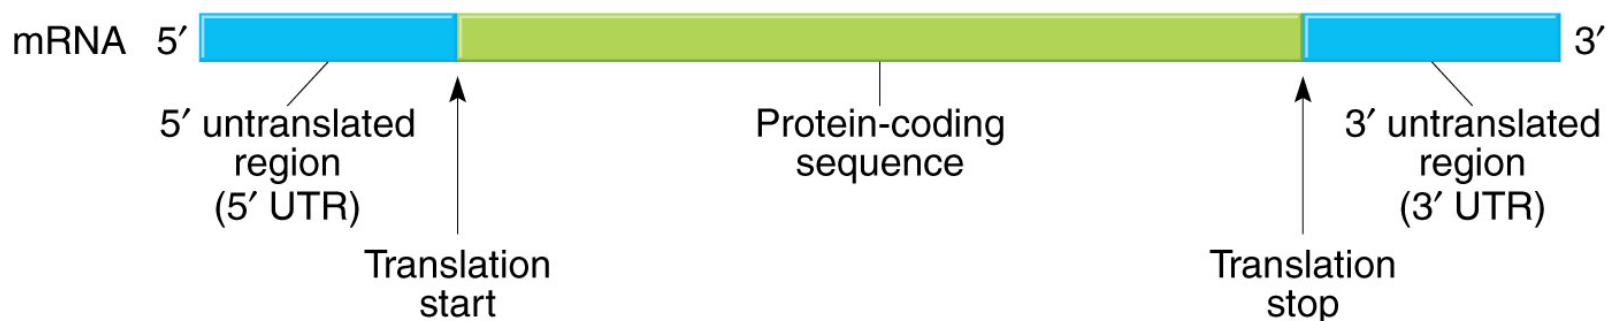 mRNA 5′ 3′
5′ untranslated
region
(5′ UTR)
Protein-coding
sequence
3′ untranslated
region
(3′ UTR)
Translation
start
Translation
stop